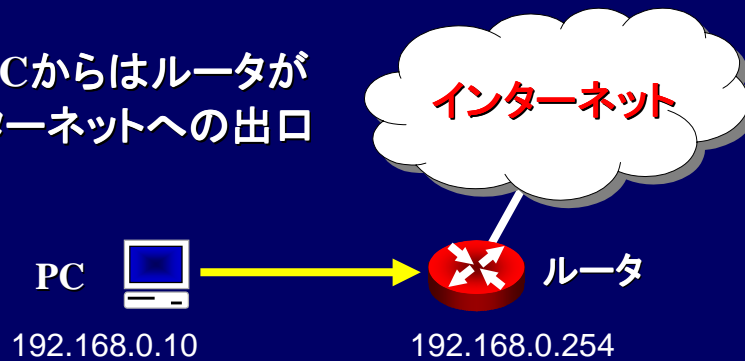 Cからはルータが
ターネットへの出口
インターネット
PC
ルータ
192.168.0.10
192.168.0.254